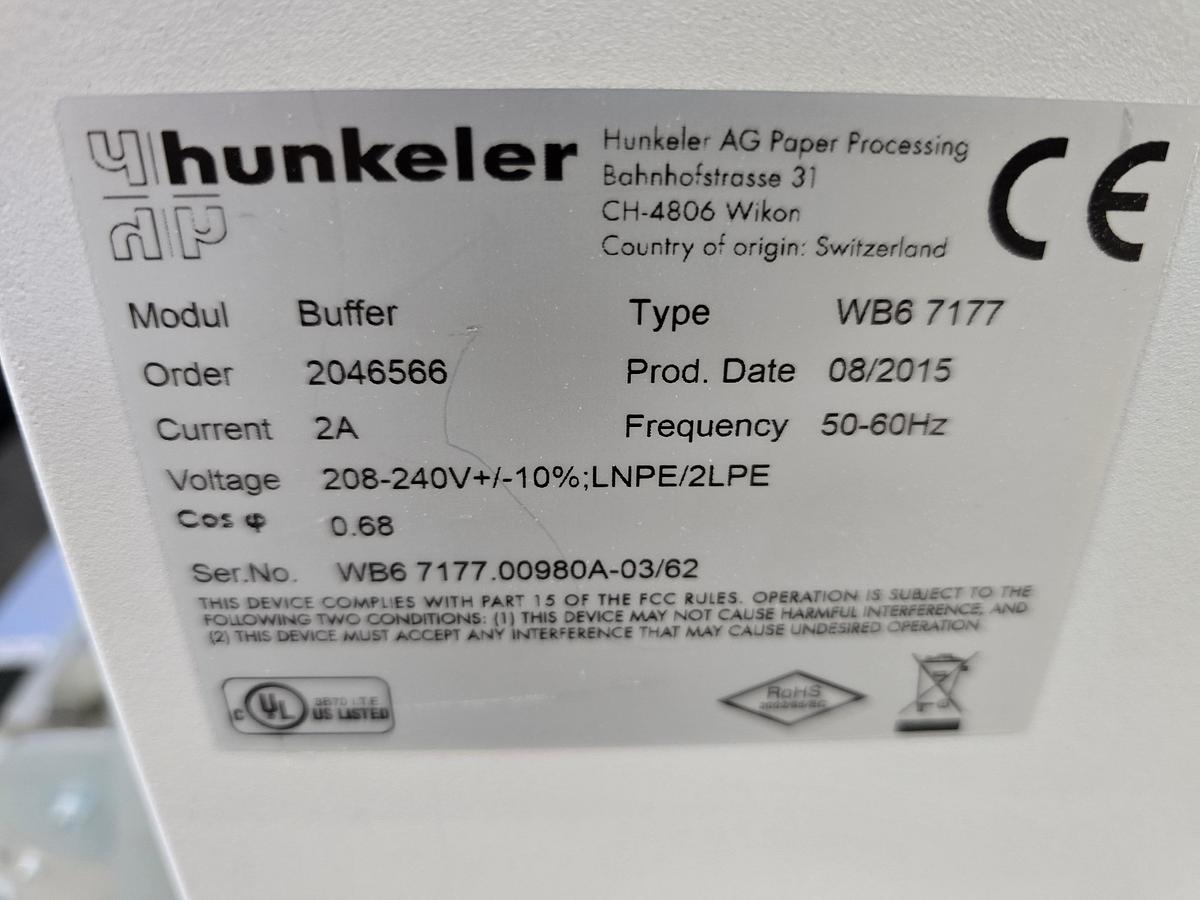 hunkeler
Hunkeler AG Paper Processing
Bahnhofstrasse 31
CH-4806 Wikon
Country of origin: Switzerland
CE
Modul Buffer Type WB6 7177
Order 2046566 Prod. Date 08/2015
Current 2A Frequency 50-60Hz
Voltage 208-240V+/-10%;LNPE/2LPE
Cos φ 0.68
Ser.No. WB6 7177.00980A-03/62
THIS DEVICE COMPLIES WITH PART 15 OF THE FCC RULES. OPERATION IS SUBJECT TO THE
FOLLOWING TWO CONDITIONS: (1) THIS DEVICE MAY NOT CAUSE HARMFUL INTERFERENCE, AND
(2) THIS DEVICE MUST ACCEPT ANY INTERFERENCE THAT MAY CAUSE UNDESIRED OPERATION
C UL US LISTED
I.T.E.
RoHS